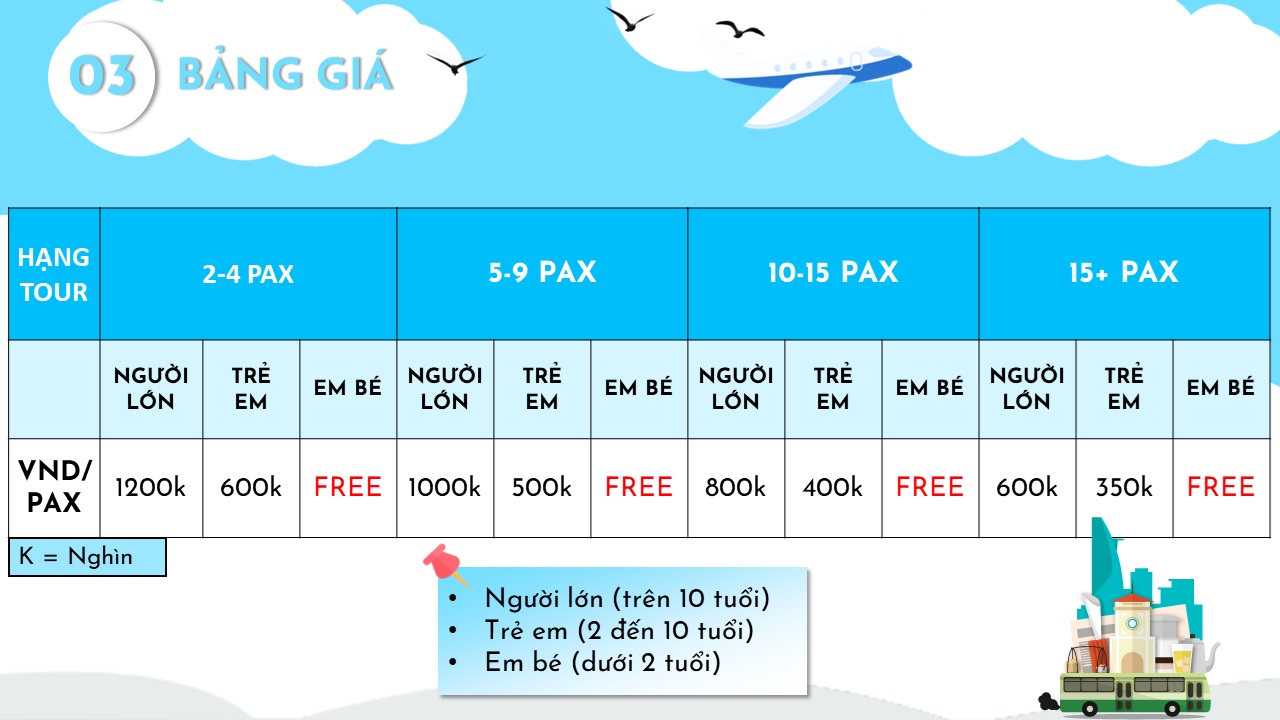 03 BẢNG GIÁ
HẠNG
TOUR
2-4 PAX
5-9 PAX
10-15 PAX
15+ PAX
NGƯỜI
LỚN
TRẺ
EM
EM BÉ
NGƯỜI
LỚN
TRẺ
EM
EM BÉ
NGƯỜI
LỚN
TRẺ
EM
EM BÉ
NGƯỜI
LỚN
TRẺ
EM
EM BÉ
VND/
PAX
1200k
600k
FREE
1000k
500k
FREE
800k
400k
FREE
600k
350k
FREE
K = Nghìn
• Người lớn (trên 10 tuổi)
• Trẻ em (2 đến 10 tuổi)
• Em bé (dưới 2 tuổi)